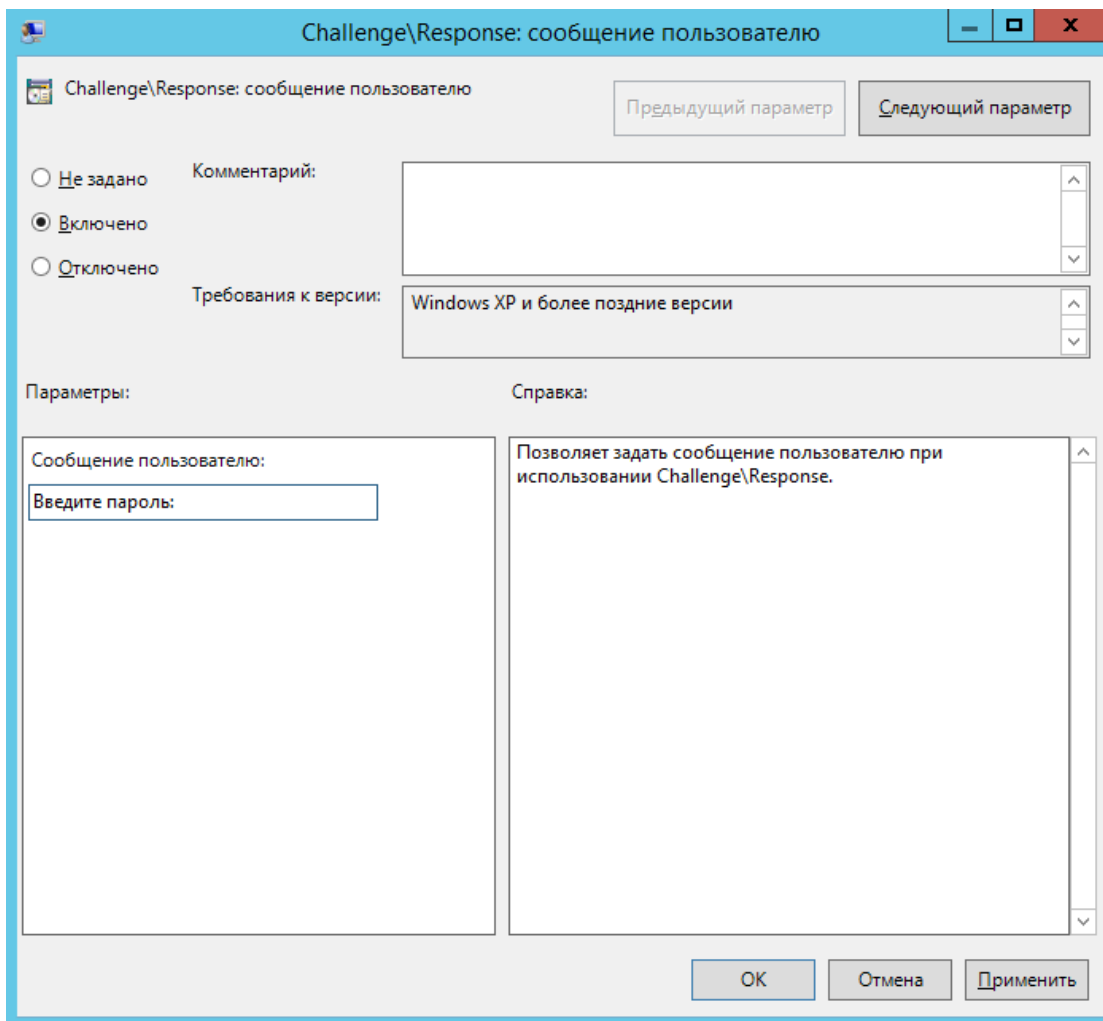 Challenge\Response: сообщение пользователю
Challenge\Response: сообщение пользователю
Предыдущий параметр
Следующий параметр
Не задано
Включено
Отключено
Комментарий:
Требования к версии:
Windows XP и более поздние версии
Параметры:
Справка:
Сообщение пользователю:
Введите пароль:
Позволяет задать сообщение пользователю при
использовании Challenge\Response.
OK
Отмена
Применить